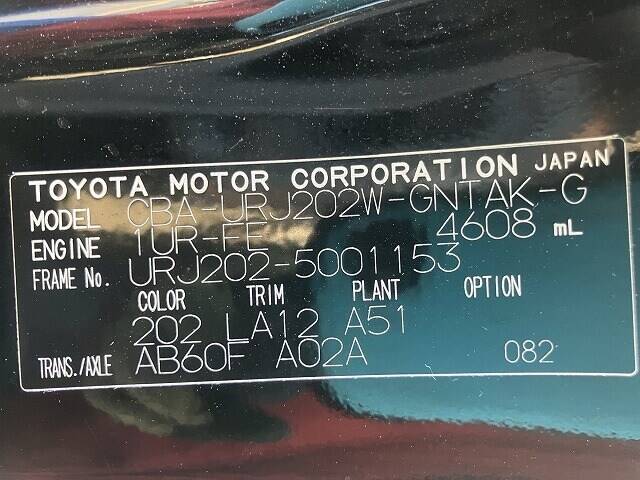 TOYOTA MOTOR CORPORATION JAPAN
MODEL CBA-URJ202W-GNTAK-G
ENGINE 1UR-FE 4608 mL
FRAME No. URJ202-5001153
COLOR TRIM PLANT OPTION
202 LA12 A51
TRANS./AXLE AB60F A02A 082